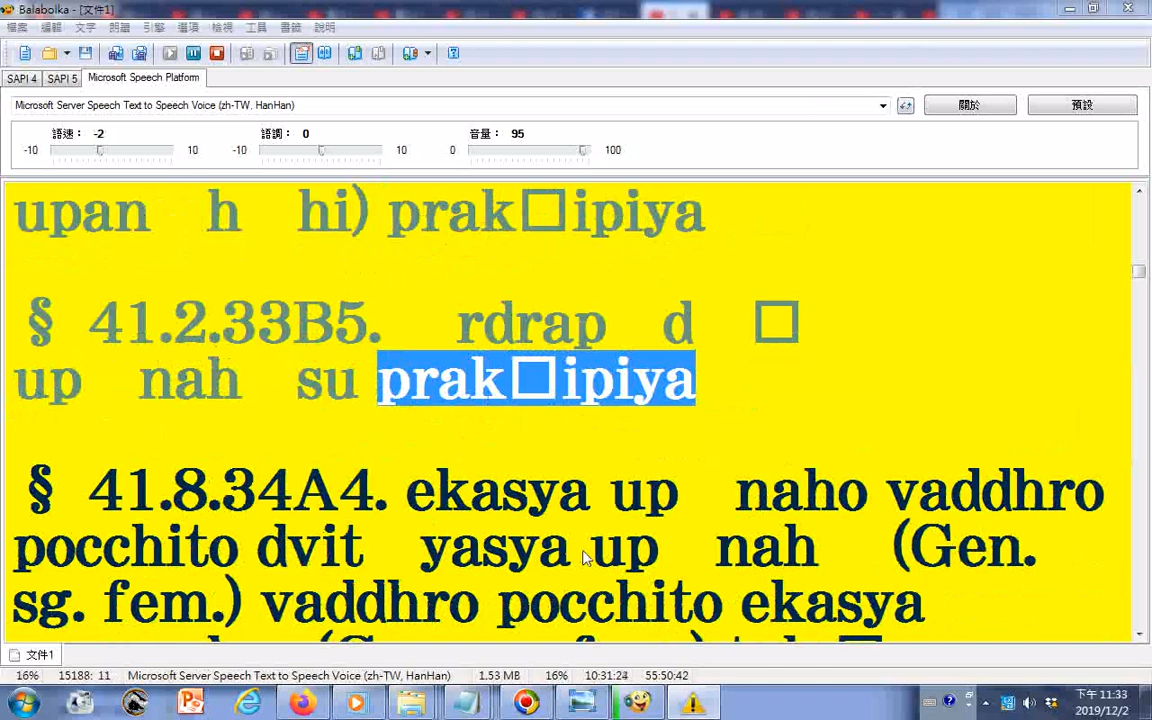 Balabolka - [文件1]
檔案 編輯 文字 朗讀 引擎 選項 檢視 工具 書籤 說明
SAPI 4 SAPI 5 Microsoft Speech Platform
Microsoft Server Speech Text to Speech Voice (zh-TW, HanHan) 關於 預設
語速： -2 語調： 0 音量： 95
-10 10 -10 10 0 100
upan h hi) prak□ipiya
§ 41.2.33B5. rdrap d □
up nah su prak□ipiya
§ 41.8.34A4. ekasya up naho vaddhro
pocchito dvit yasya up nah (Gen.
sg. fem.) vaddhro pocchito ekasya
文件1
16% 15188: 11 Microsoft Server Speech Text to Speech Voice (zh-TW, HanHan) 1.53 MB 16% 10:31:24 55:50:42
下午 11:33
2019/12/2